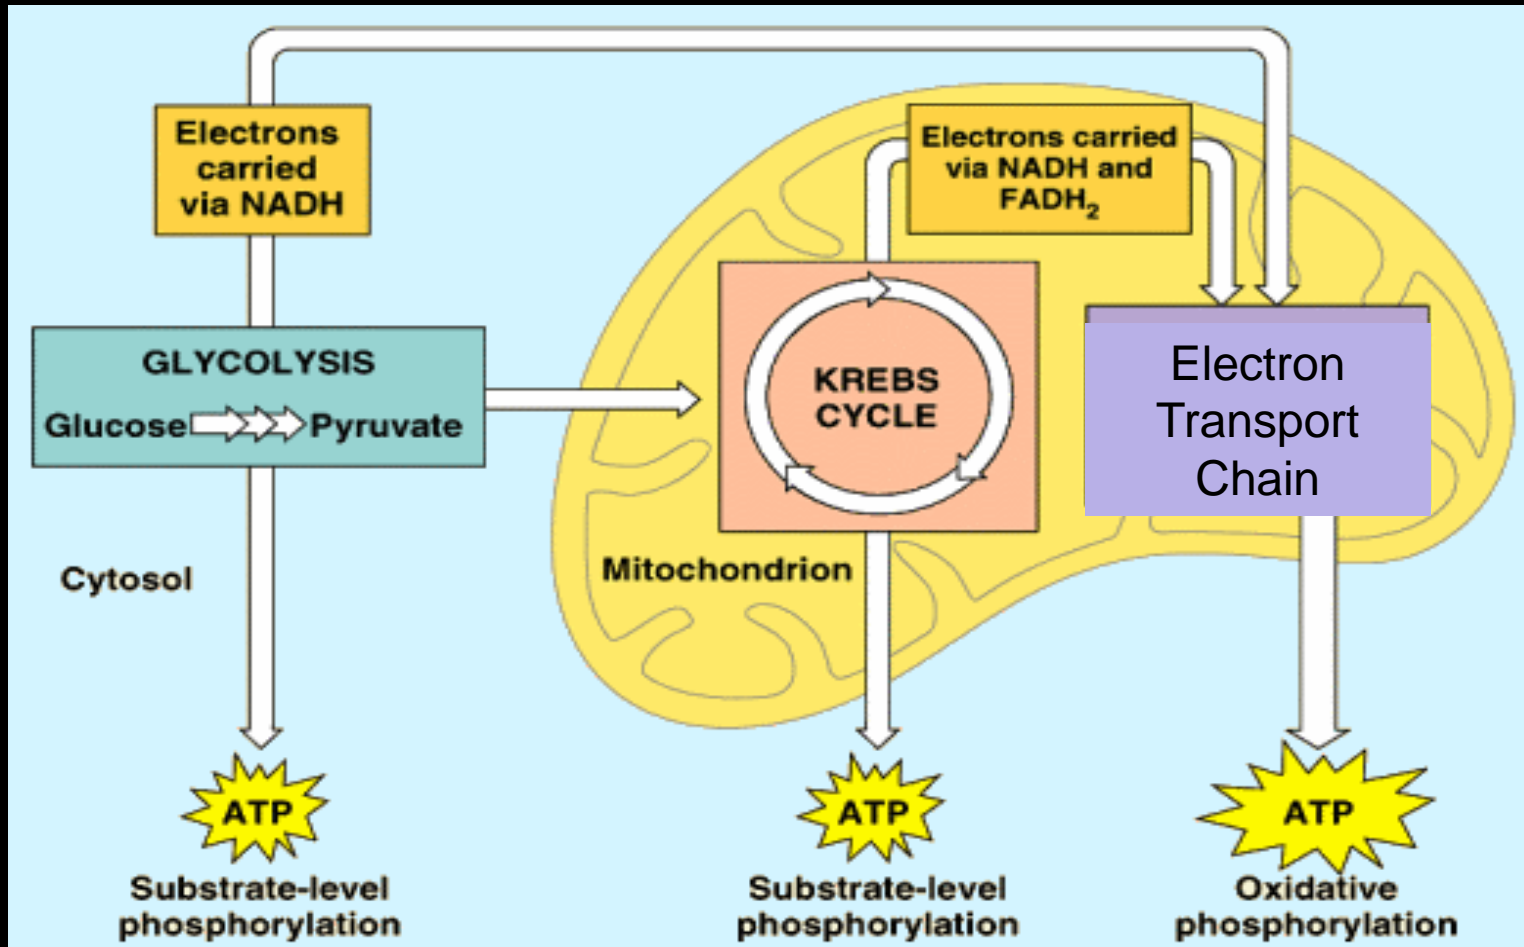 Electrons
carried
via NADH
Electrons carried
via NADH and
FADH₂
GLYCOLYSIS
Glucose Pyruvate
KREBS
CYCLE
Electron
Transport
Chain
Cytosol
Mitochondrion
ATP
ATP
ATP
Substrate-level
phosphorylation
Substrate-level
phosphorylation
Oxidative
phosphorylation